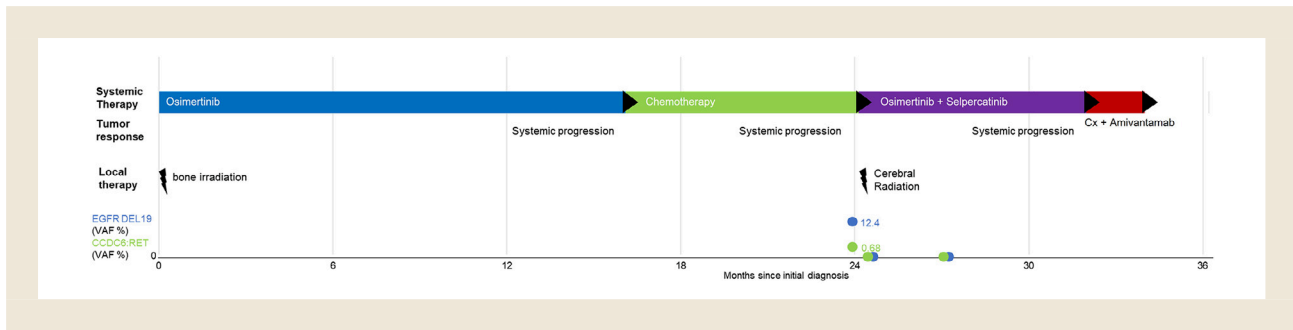 Systemic
Therapy
Osimertinib
Chemotherapy
Osimertinib + Selpercatinib
Tumor
response
Systemic progression
Systemic progression
Systemic progression
Cx + Amivantamab
Local
therapy
bone irradiation
Cerebral
Radiation
EGFR DEL19
(VAF %)
12.4
CCDC6:RET
(VAF %)
0.68
0
0
6
12
18
24
30
36
Months since initial diagnosis